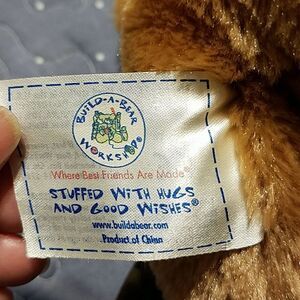 BUILD-A-BEAR
WORKSHOP®
Where Best Friends Are Made®
STUFFED WITH HUGS
AND GOOD WISHES®
www.buildabear.com
Product of China